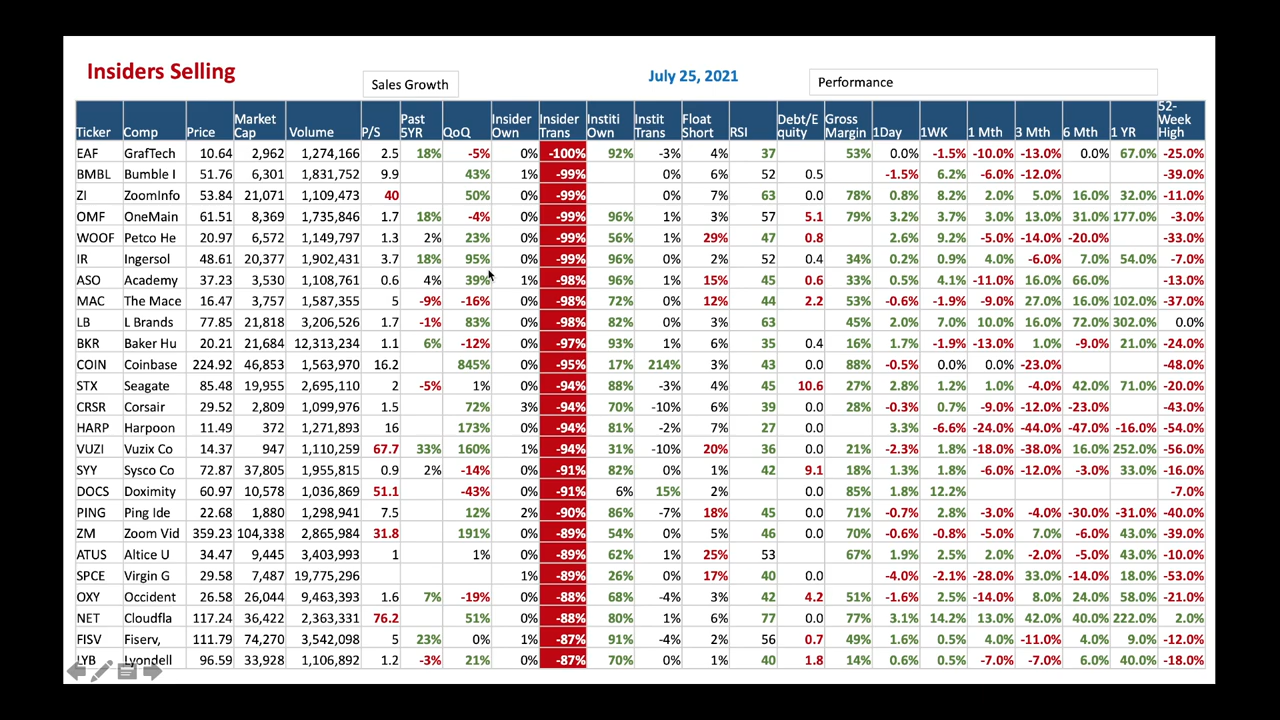 Insiders Selling
July 25, 2021
Sales Growth
Performance
Ticker Comp Price Market Cap Volume P/S Past 5YR QoQ Insider Own Insider Trans Institi Own Instit Trans Float Short RSI Debt/E quity Gross Margin 1Day 1WK 1 Mth 3 Mth 6 Mth 1 YR 52-Week High
EAF GrafTech 10.64 2,962 1,274,166 2.5 18% -5% 0% -100% 92% -3% 4% 37 53% 0.0% -1.5% -10.0% -13.0% 0.0% 67.0% -25.0%
BMBL Bumble I 51.76 6,301 1,831,752 9.9 43% 1% -99% 0% 6% 52 0.5 -1.5% 6.2% -6.0% -12.0% -39.0%
ZI ZoomInfo 53.84 21,071 1,109,473 40 50% 0% -99% 0% 7% 63 0.0 78% 0.8% 8.2% 2.0% 5.0% 16.0% 32.0% -11.0%
OMF OneMain 61.51 8,369 1,735,846 1.7 18% -4% 0% -99% 96% 1% 3% 57 5.1 79% 3.2% 3.7% 3.0% 13.0% 31.0% 177.0% -3.0%
WOOF Petco He 20.97 6,572 1,149,797 1.3 2% 23% 0% -99% 56% 1% 29% 47 0.8 2.6% 9.2% -5.0% -14.0% -20.0% -33.0%
IR Ingersol 48.61 20,377 1,902,431 3.7 18% 95% 0% -99% 96% 0% 2% 52 0.4 34% 0.2% 0.9% 4.0% -6.0% 7.0% 54.0% -7.0%
ASO Academy 37.23 3,530 1,108,761 0.6 4% 39% 1% -98% 96% 1% 15% 45 0.6 33% 0.5% 4.1% -11.0% 16.0% 66.0% -13.0%
MAC The Mace 16.47 3,757 1,587,355 5 -9% -16% 0% -98% 72% 0% 12% 44 2.2 53% -0.6% -1.9% -9.0% 27.0% 16.0% 102.0% -37.0%
LB L Brands 77.85 21,818 3,206,526 1.7 -1% 83% 0% -98% 82% 0% 3% 63 45% 2.0% 7.0% 10.0% 16.0% 72.0% 302.0% 0.0%
BKR Baker Hu 20.21 21,684 12,313,234 1.1 6% -12% 0% -97% 93% 1% 6% 35 0.4 16% 1.7% -1.9% -13.0% 1.0% -9.0% 21.0% -24.0%
COIN Coinbase 224.92 46,853 1,563,970 16.2 845% 0% -95% 17% 214% 3% 43 0.0 88% -0.5% 0.0% 0.0% -23.0% -48.0%
STX Seagate 85.48 19,955 2,695,110 2 -5% 1% 0% -94% 88% -3% 4% 45 10.6 27% 2.8% 1.2% 1.0% -4.0% 42.0% 71.0% -20.0%
CRSR Corsair 29.52 2,809 1,099,976 1.5 72% 3% -94% 70% -10% 6% 39 0.0 28% -0.3% 0.7% -9.0% -12.0% -23.0% -43.0%
HARP Harpoon 11.49 372 1,271,893 16 173% 0% -94% 81% -2% 7% 27 0.0 3.3% -6.6% -24.0% -44.0% -47.0% -16.0% -54.0%
VUZI Vuzix Co 14.37 947 1,110,259 67.7 33% 160% 1% -94% 31% -10% 20% 36 0.0 21% -2.3% 1.8% -18.0% -38.0% 16.0% 252.0% -56.0%
SYY Sysco Co 72.87 37,805 1,955,815 0.9 2% -14% 0% -91% 82% 0% 1% 42 9.1 18% 1.3% 1.8% -6.0% -12.0% -3.0% 33.0% -16.0%
DOCS Doximity 60.97 10,578 1,036,869 51.1 -43% 0% -91% 6% 15% 2% 0.0 85% 1.8% 12.2% -7.0%
PING Ping Ide 22.68 1,880 1,298,941 7.5 12% 2% -90% 86% -7% 18% 45 0.0 71% -0.7% 2.8% -3.0% -4.0% -30.0% -31.0% -40.0%
ZM Zoom Vid 359.23 104,338 2,865,984 31.8 191% 0% -89% 54% 0% 5% 46 0.0 70% -0.6% -0.8% -5.0% 7.0% -6.0% 43.0% -39.0%
ATUS Altice U 34.47 9,445 3,403,993 1 1% 0% -89% 62% 1% 25% 53 67% 1.9% 2.5% 2.0% -2.0% -5.0% 43.0% -10.0%
SPCE Virgin G 29.58 7,487 19,775,296 1% -89% 26% 0% 17% 40 0.0 -4.0% -2.1% -28.0% 33.0% -14.0% 18.0% -53.0%
OXY Occident 26.58 26,044 9,463,393 1.6 7% -19% 0% -88% 68% -4% 3% 42 4.2 51% -1.6% 2.5% -14.0% 8.0% 24.0% 58.0% -21.0%
NET Cloudfla 117.24 36,422 2,363,331 76.2 51% 0% -88% 80% 1% 6% 77 0.0 77% 3.1% 14.2% 13.0% 42.0% 40.0% 222.0% 2.0%
FISV Fiserv, 111.79 74,270 3,542,098 5 23% 0% 1% -87% 91% -4% 2% 56 0.7 49% 1.6% 0.5% 4.0% -11.0% 4.0% 9.0% -12.0%
LYB Lyondell 96.59 33,928 1,106,892 1.2 -3% 21% 0% -87% 70% 0% 1% 40 1.8 14% 0.6% 0.5% -7.0% -7.0% 6.0% 40.0% -18.0%